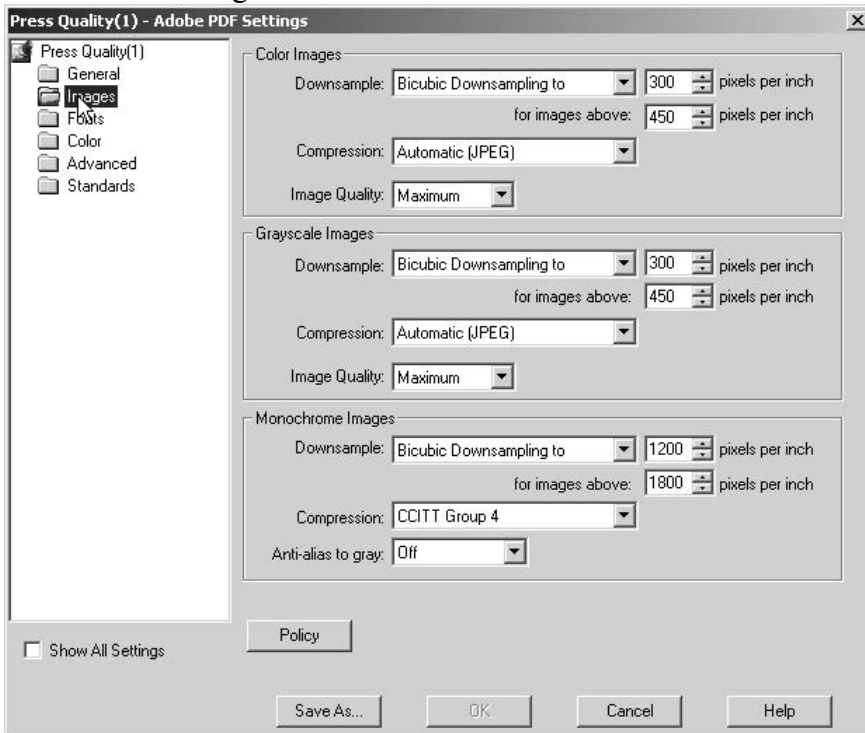 Press Quality(1) - Adobe PDF Settings
Press Quality(1)
General
Images
Fonts
Color
Advanced
Standards
Show All Settings
Color Images
Downsample: Bicubic Downsampling to 300 pixels per inch
for images above: 450 pixels per inch
Compression: Automatic (JPEG)
Image Quality: Maximum
Grayscale Images
Downsample: Bicubic Downsampling to 300 pixels per inch
for images above: 450 pixels per inch
Compression: Automatic (JPEG)
Image Quality: Maximum
Monochrome Images
Downsample: Bicubic Downsampling to 1200 pixels per inch
for images above: 1800 pixels per inch
Compression: CCITT Group 4
Anti-alias to gray: Off
Policy
Save As... OK Cancel Help